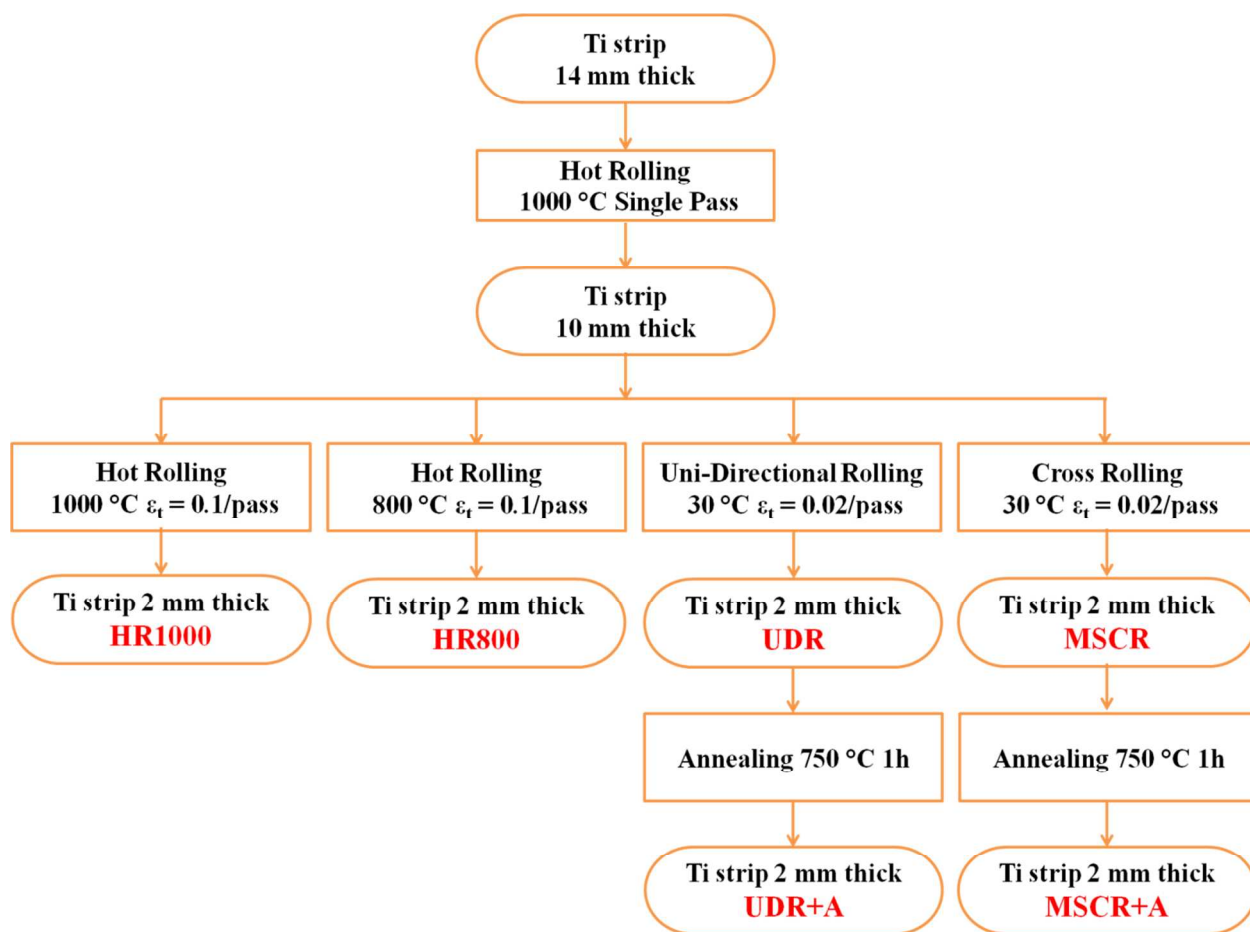 Ti strip
14 mm thick
Hot Rolling
1000 °C Single Pass
Ti strip
10 mm thick
Hot Rolling
1000 °C εt = 0.1/pass
Hot Rolling
800 °C εt = 0.1/pass
Uni-Directional Rolling
30 °C εt = 0.02/pass
Cross Rolling
30 °C εt = 0.02/pass
Ti strip 2 mm thick
HR1000
Ti strip 2 mm thick
HR800
Ti strip 2 mm thick
UDR
Ti strip 2 mm thick
MSCR
Annealing 750 °C 1h
Annealing 750 °C 1h
Ti strip 2 mm thick
UDR+A
Ti strip 2 mm thick
MSCR+A